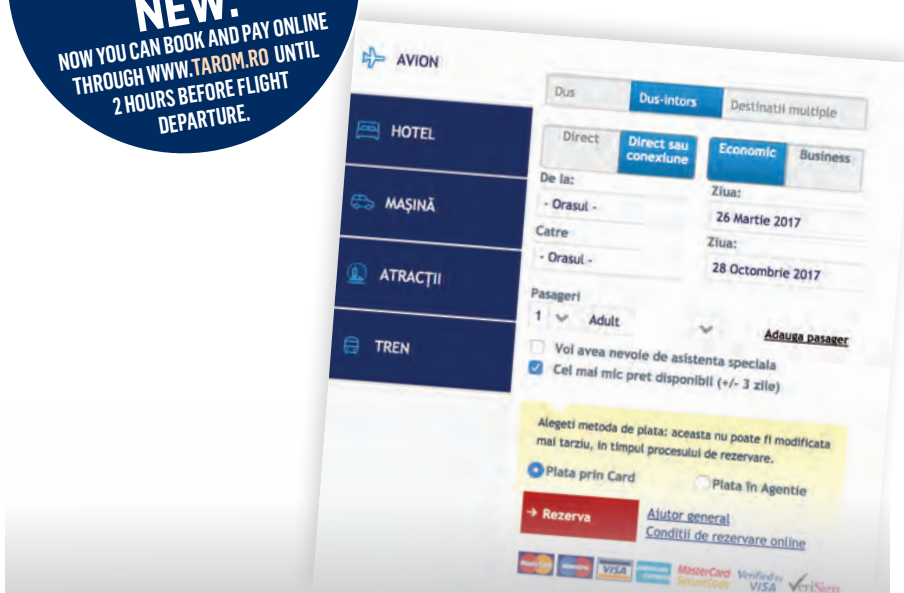 NEW.
NOW YOU CAN BOOK AND PAY ONLINE
THROUGH WWW.TAROM.RO UNTIL
2 HOURS BEFORE FLIGHT
DEPARTURE.
AVION
HOTEL
MAȘINĂ
ATRACȚII
TREN
Dus Dus-intors Destinatii multiple
Direct Direct sau conexiune Economic Business
De la: Ziua:
- Orasul - 26 Martie 2017
Catre Ziua:
- Orasul - 28 Octombrie 2017
Pasageri
1 Adult Adauga pasager
Voi avea nevoie de asistenta speciala
Cel mai mic pret disponibil (+/- 3 zile)
Alegeti metoda de plata: aceasta nu poate fi modificata
mai tarziu, in timpul procesului de rezervare.
Plata prin Card Plata în Agentie
→ Rezerva Ajutor general
Conditii de rezervare online
MasterCard Maestro VISA AMERICAN EXPRESS MasterCard SecureCode Verified by VISA VeriSign